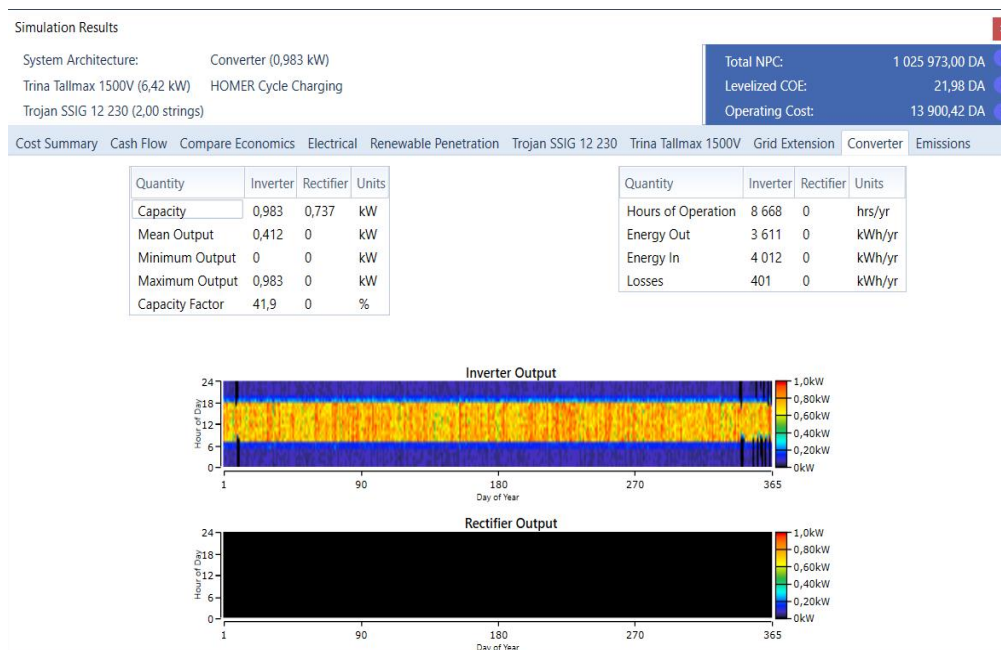 Simulation Results
System Architecture: Converter (0,983 kW)
Trina Tallmax 1500V (6,42 kW) HOMER Cycle Charging
Trojan SSIG 12 230 (2,00 strings)
Total NPC: 1 025 973,00 DA
Levelized COE: 21,98 DA
Operating Cost: 13 900,42 DA
Cost Summary Cash Flow Compare Economics Electrical Renewable Penetration Trojan SSIG 12 230 Trina Tallmax 1500V Grid Extension Converter Emissions
Quantity Inverter Rectifier Units
Capacity 0,983 0,737 kW
Mean Output 0,412 0 kW
Minimum Output 0 0 kW
Maximum Output 0,983 0 kW
Capacity Factor 41,9 0 %
Quantity Inverter Rectifier Units
Hours of Operation 8 668 0 hrs/yr
Energy Out 3 611 0 kWh/yr
Energy In 4 012 0 kWh/yr
Losses 401 0 kWh/yr
Inverter Output
Hour of Day
24
18
12
6
0
1 90 180 270 365
Day of Year
1,0kW
0,80kW
0,60kW
0,40kW
0,20kW
0kW
Rectifier Output
Hour of Day
24
18
12
6
0
1 90 180 270 365
Day of Year
1,0kW
0,80kW
0,60kW
0,40kW
0,20kW
0kW